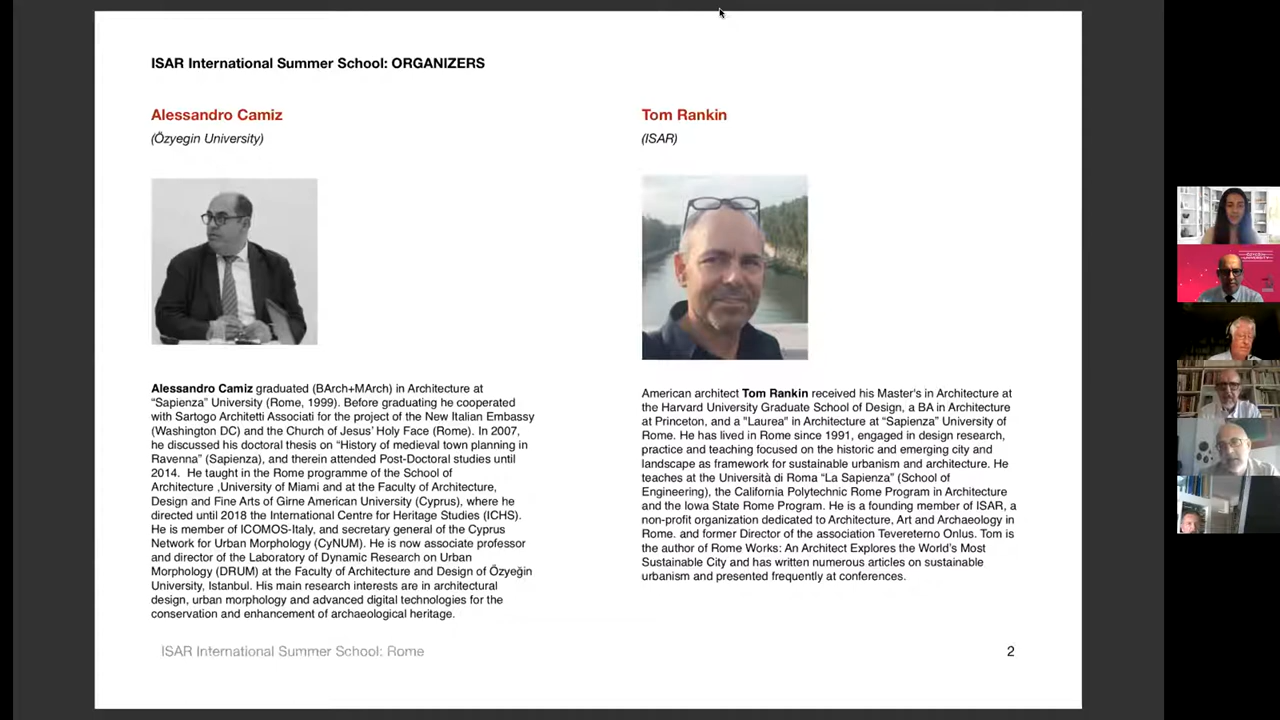 ISAR International Summer School: ORGANIZERS
Alessandro Camiz
(Özyegin University)
Alessandro Camiz graduated (BArch+MArch) in Architecture at
“Sapienza” University (Rome, 1999). Before graduating he cooperated
with Sartogo Architetti Associati for the project of the New Italian Embassy
(Washington DC) and the Church of Jesus’ Holy Face (Rome). In 2007,
he discussed his doctoral thesis on “History of medieval town planning in
Ravenna” (Sapienza), and therein attended Post-Doctoral studies until
2014. He taught in the Rome programme of the School of
Architecture ,University of Miami and at the Faculty of Architecture,
Design and Fine Arts of Girne American University (Cyprus), where he
directed until 2018 the International Centre for Heritage Studies (ICHS).
He is member of ICOMOS-Italy, and secretary general of the Cyprus
Network for Urban Morphology (CyNUM). He is now associate professor
and director of the Laboratory of Dynamic Research on Urban
Morphology (DRUM) at the Faculty of Architecture and Design of Özyeğin
University, Istanbul. His main research interests are in architectural
design, urban morphology and advanced digital technologies for the
conservation and enhancement of archaeological heritage.
Tom Rankin
(ISAR)
American architect Tom Rankin received his Master's in Architecture at
the Harvard University Graduate School of Design, a BA in Architecture
at Princeton, and a "Laurea" in Architecture at “Sapienza” University of
Rome. He has lived in Rome since 1991, engaged in design research,
practice and teaching focused on the historic and emerging city and
landscape as framework for sustainable urbanism and architecture. He
teaches at the Università di Roma “La Sapienza” (School of
Engineering), the California Polytechnic Rome Program in Architecture
and the Iowa State Rome Program. He is a founding member of ISAR, a
non-profit organization dedicated to Architecture, Art and Archaeology in
Rome. and former Director of the association Tevereterno Onlus. Tom is
the author of Rome Works: An Architect Explores the World’s Most
Sustainable City and has written numerous articles on sustainable
urbanism and presented frequently at conferences.
ISAR International Summer School: Rome
2